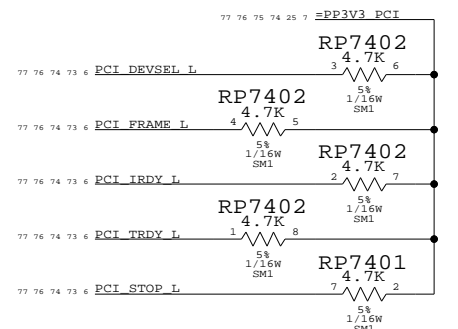 77 76 75 74 25 7 =PP3V3_PCI
RP7402
4.7K
77 76 74 73 6 PCI_DEVSEL_L 3 6
5%
1/16W
SM1
RP7402
4.7K
77 76 74 73 6 PCI_FRAME_L 4 5
5%
1/16W
SM1
RP7402
4.7K
77 76 74 73 6 PCI_IRDY_L 2 7
5%
1/16W
SM1
RP7402
4.7K
77 76 74 73 6 PCI_TRDY_L 1 8
5%
1/16W
SM1
RP7401
4.7K
77 76 74 73 6 PCI_STOP_L 7 2
5%
1/16W
SM1